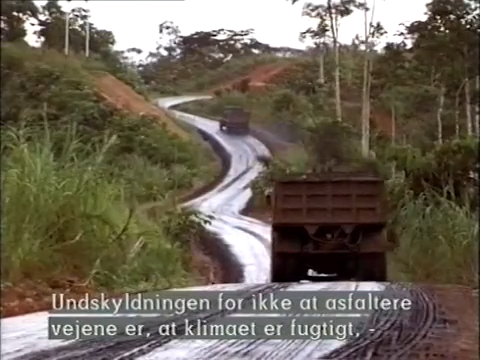 Undskyldningen for ikke at asfaltere
vejene er, at klimaet er fugtigt, -